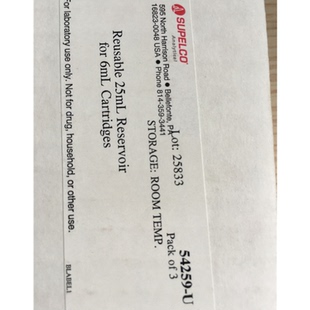 SUPELCO
Analytical
595 North Harrison Road • Bellefonte, PA
16823-0048 USA • Phone 814-359-3441
54259-U
Pack of 3
Lot: 25833
STORAGE: ROOM TEMP.
Reusable 25mL Reservoir
for 6mL Cartridges
For laboratory use only. Not for drug, household, or other use.
BLABEL1